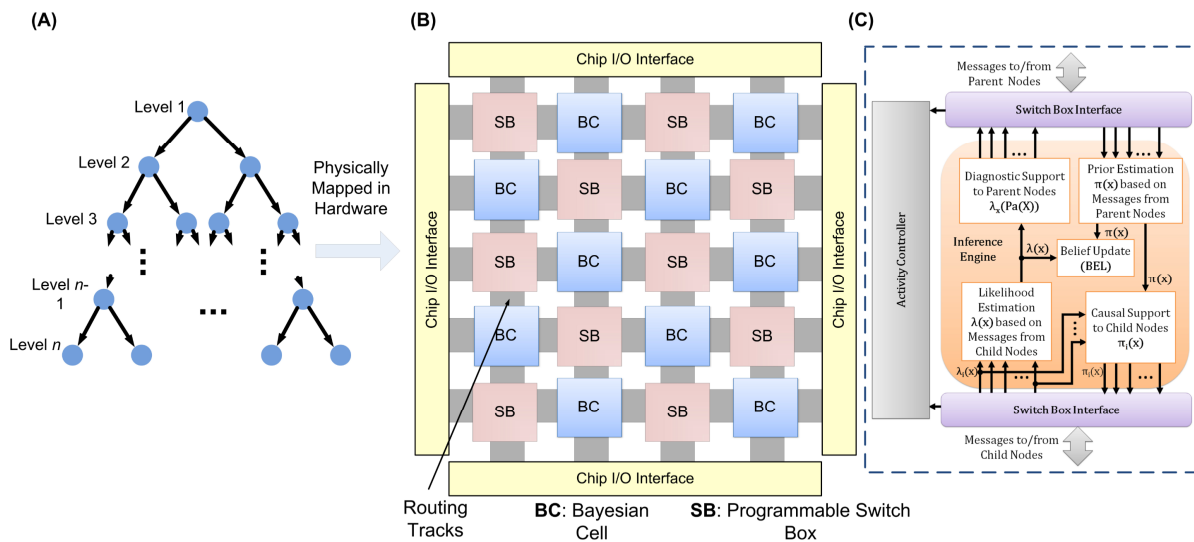 (A)
Level 1
Level 2
Level 3
Level n-
1
Level n
Physically
Mapped in
Hardware
(B)
Chip I/O Interface
Chip I/O Interface
SB BC SB BC
BC SB BC SB
SB BC SB BC
BC SB BC SB
SB BC SB BC
Chip I/O Interface
Chip I/O Interface
Routing
Tracks
BC: Bayesian
Cell
SB: Programmable Switch
Box
(C)
Messages to/from
Parent Nodes
Switch Box Interface
Activity Controller
Diagnostic Support
to Parent Nodes
λx(Pa(X))
Prior Estimation
π(x) based on
Messages from
Parent Nodes
π(x)
Inference
Engine
λ(x)
Belief Update
(BEL)
π(x)
Likelihood
Estimation
λ(x) based on
Messages from
Child Nodes
Causal Support
to Child Nodes
πi(x)
λi(x)
πi(x)
Switch Box Interface
Messages to/from
Child Nodes